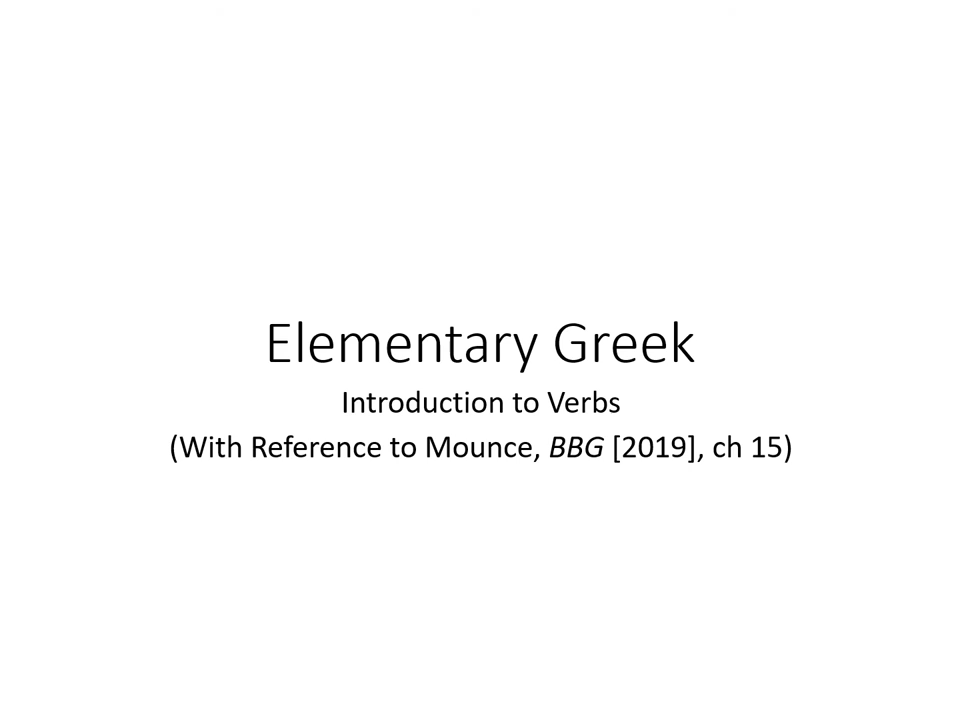 Elementary Greek
Introduction to Verbs
(With Reference to Mounce, BBG [2019], ch 15)